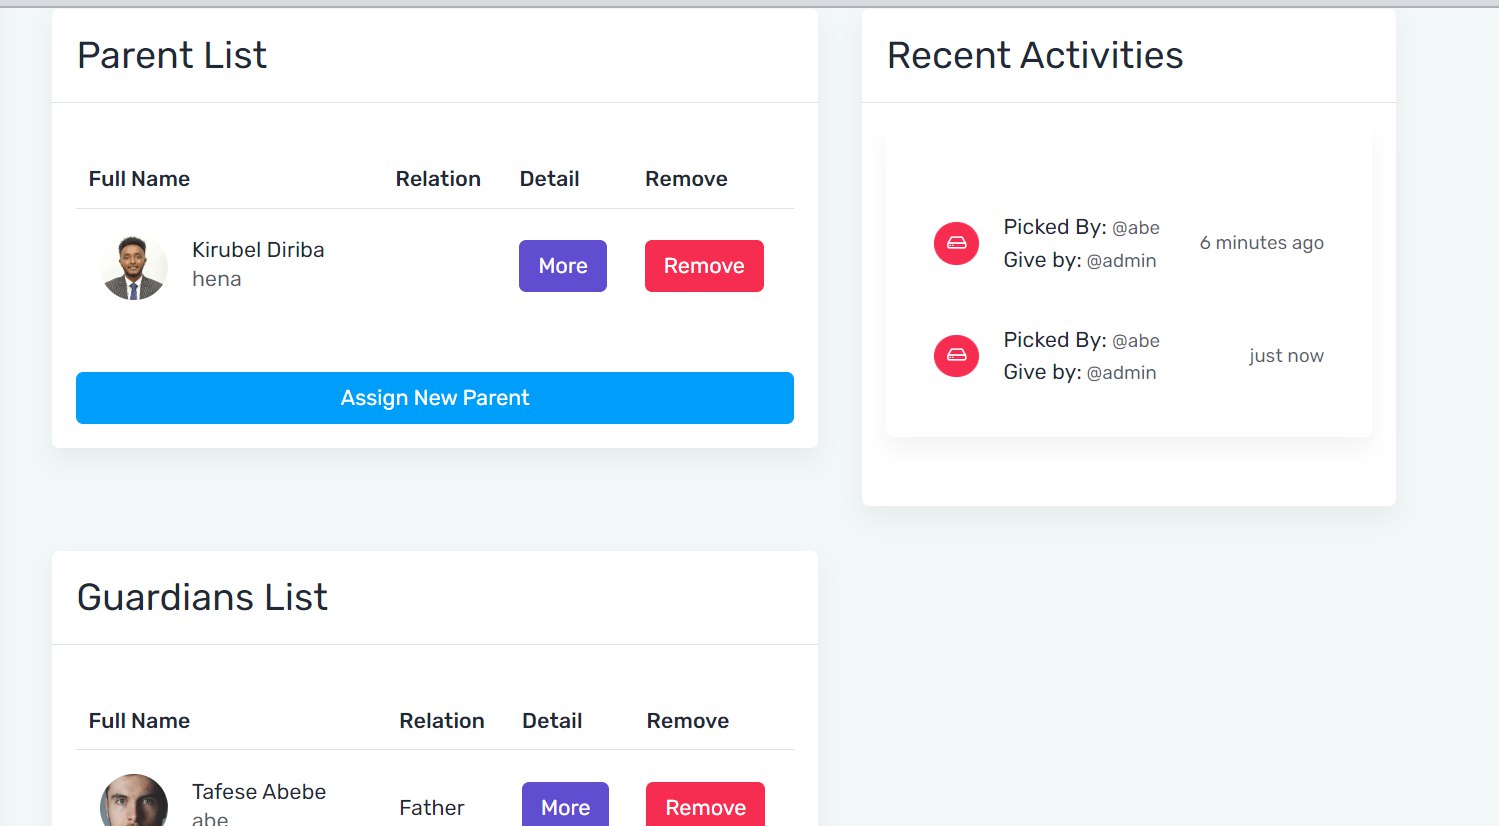 Parent List
Full Name Relation Detail Remove
Kirubel Diriba
hena
More
Remove
Assign New Parent
Recent Activities
Picked By: @abe
Give by: @admin
6 minutes ago
Picked By: @abe
Give by: @admin
just now
Guardians List
Full Name Relation Detail Remove
Tafese Abebe
abe
Father
More
Remove